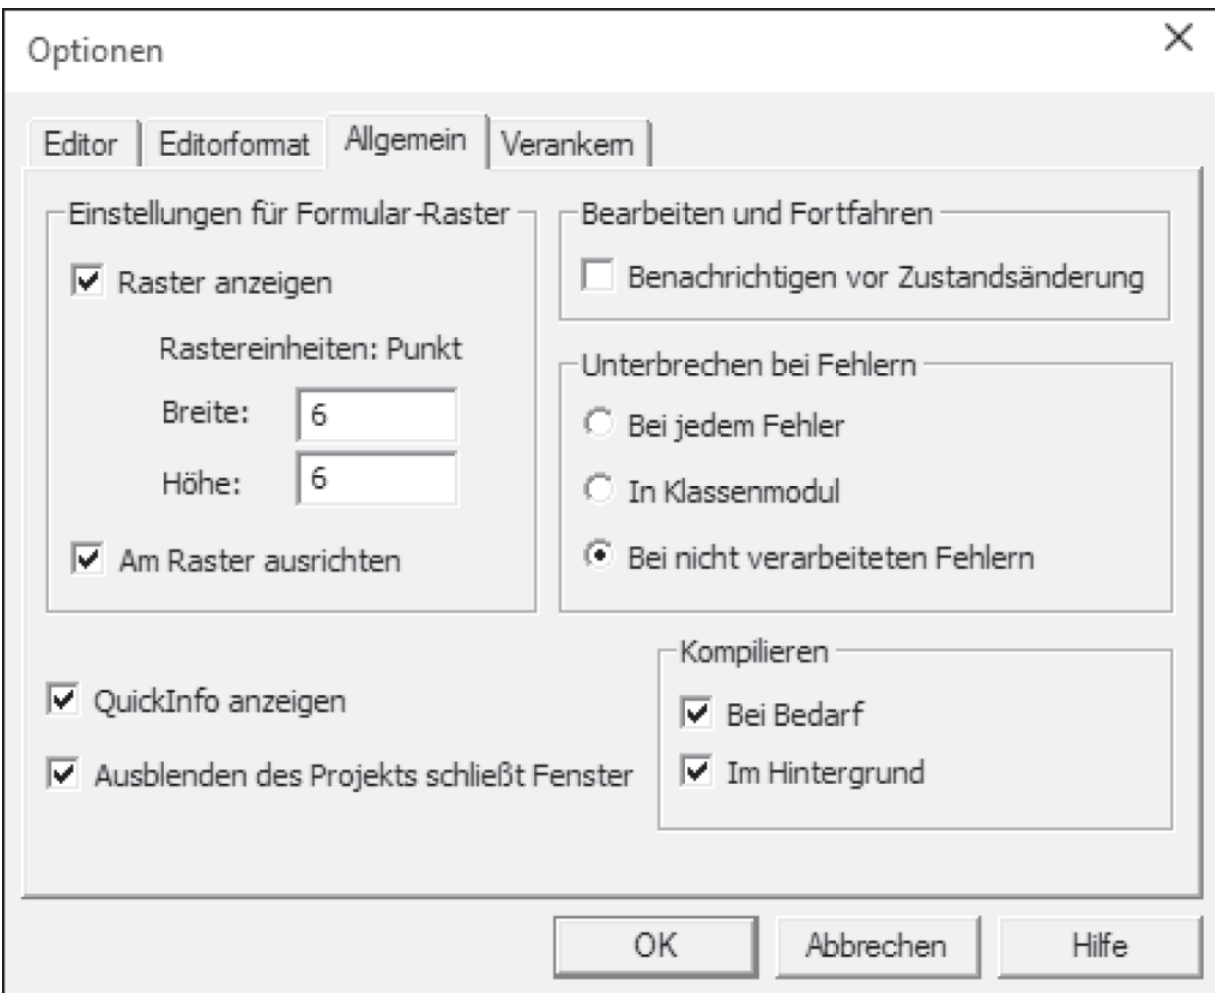 Optionen
Editor
Editorformat
Allgemein
Verankern
Einstellungen für Formular-Raster
Raster anzeigen
Rastereinheiten: Punkt
Breite: 6
Höhe: 6
Am Raster ausrichten
Bearbeiten und Fortfahren
Benachrichtigen vor Zustandsänderung
Unterbrechen bei Fehlern
Bei jedem Fehler
In Klassenmodul
Bei nicht verarbeiteten Fehlern
QuickInfo anzeigen
Ausblenden des Projekts schließt Fenster
Kompilieren
Bei Bedarf
Im Hintergrund
OK
Abbrechen
Hilfe